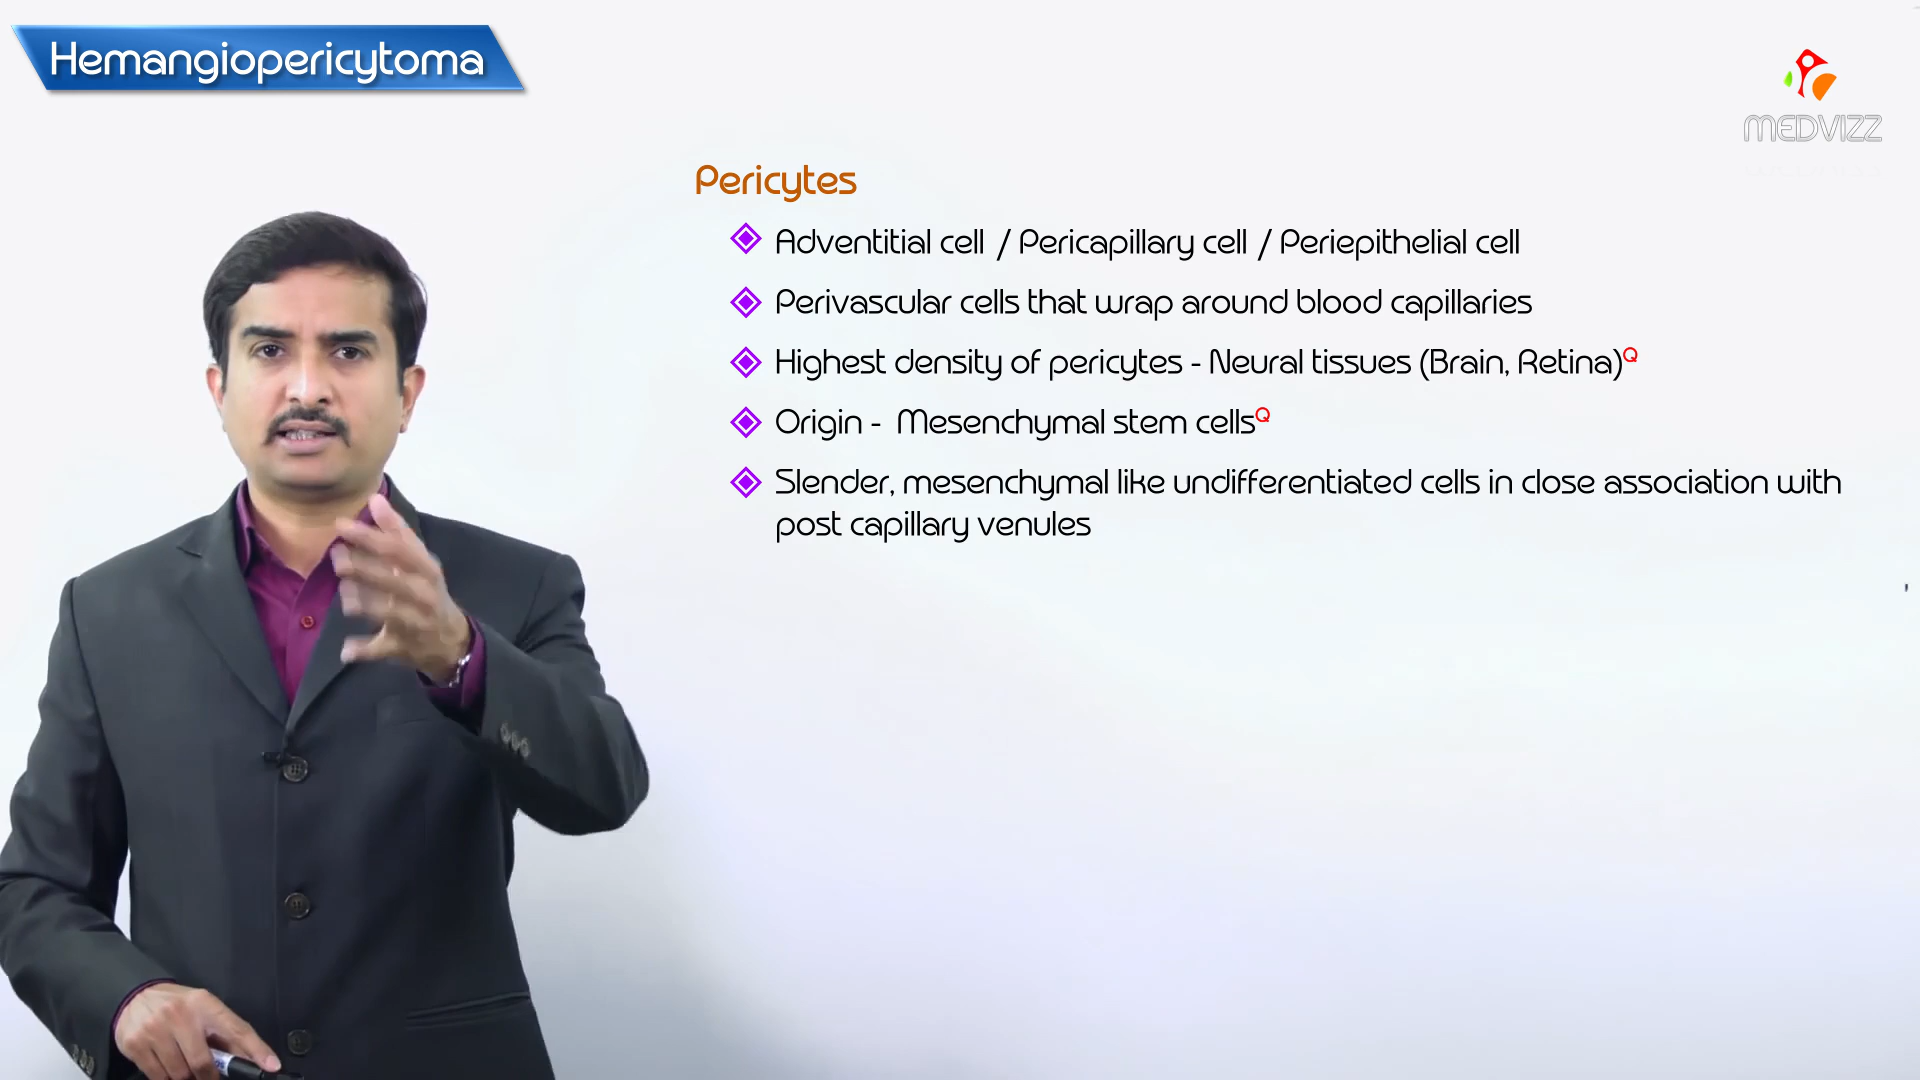 Hemangiopericytoma
MEDVIZZ
Pericytes
Adventitial cell / Pericapillary cell / Periepithelial cell
Perivascular cells that wrap around blood capillaries
Highest density of pericytes - Neural tissues (Brain, Retina)Q
Origin - Mesenchymal stem cellsQ
Slender, mesenchymal like undifferentiated cells in close association with
post capillary venules